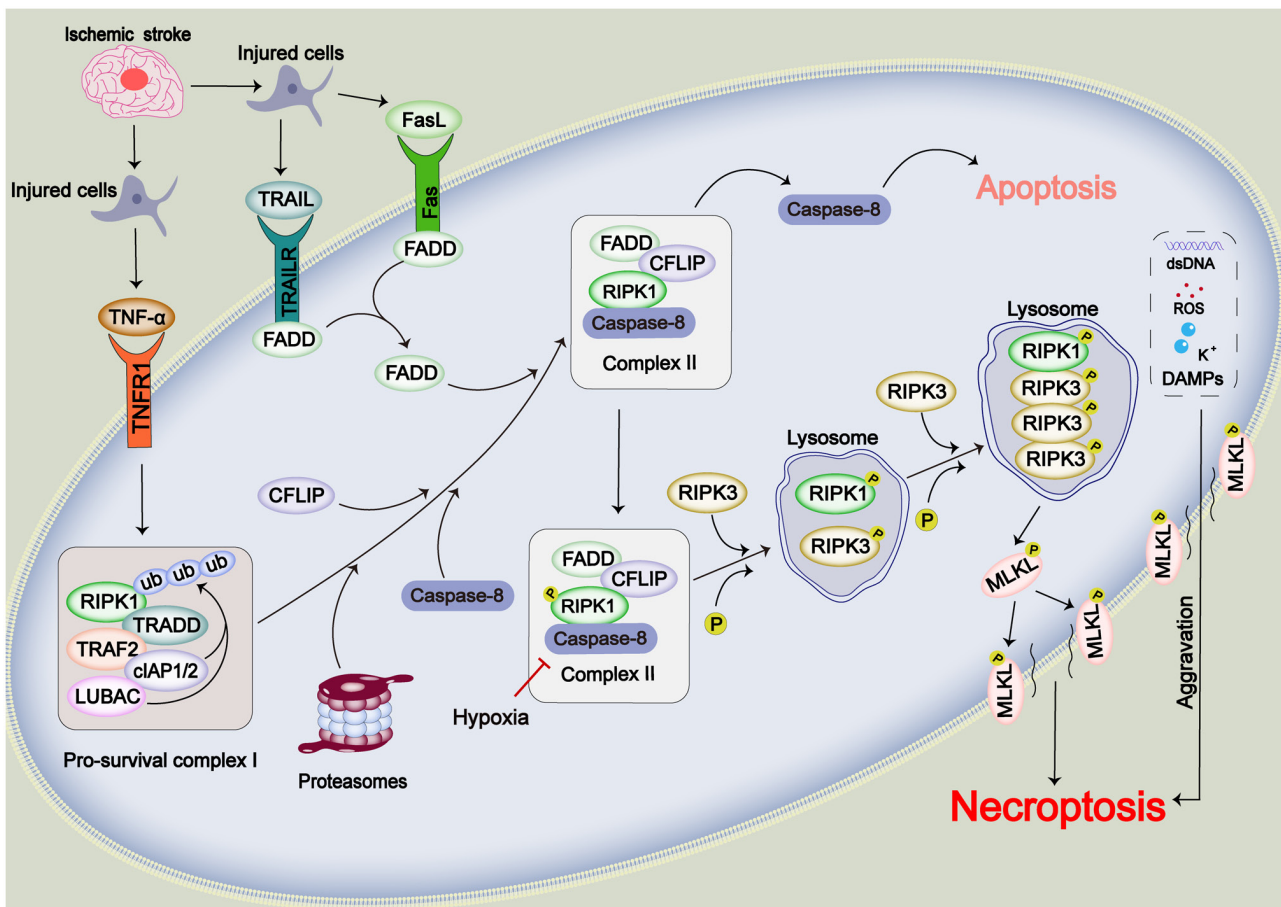 Ischemic stroke
Injured cells
Injured cells
FasL
Fas
FADD
TRAIL
TRAILR
FADD
TNF-α
TNFR1
FADD
FADD
CFLIP
RIPK1
Caspase-8
Complex II
Caspase-8
Apoptosis
dsDNA
ROS
K+
DAMPs
Lysosome
RIPK1
P
RIPK3
P
RIPK3
P
RIPK3
P
RIPK3
P
Lysosome
RIPK1
P
RIPK3
P
RIPK3
P
CFLIP
Caspase-8
Proteasomes
ub ub ub
RIPK1
TRADD
TRAF2
cIAP1/2
LUBAC
Pro-survival complex I
FADD
CFLIP
P
RIPK1
Caspase-8
Complex II
Hypoxia
MLKL
P
MLKL
P
MLKL
P
MLKL
P
MLKL
P
Aggravation
Necroptosis